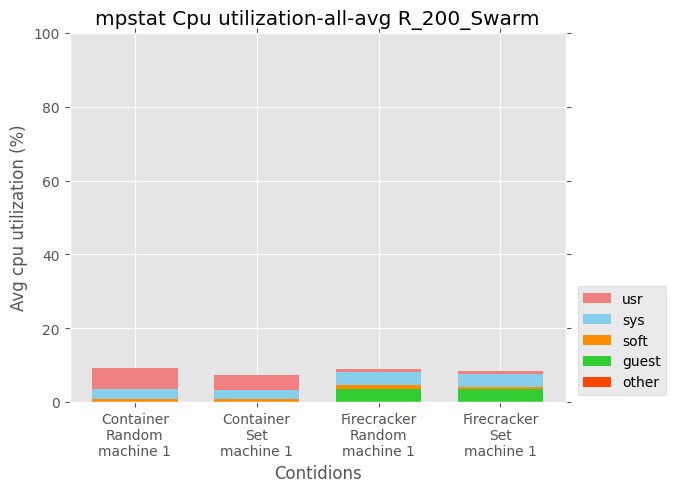 mpstat Cpu utilization-all-avg R_200_Swarm
Avg cpu utilization (%)
100
80
60
40
20
0
Container
Random
machine 1
Container
Set
machine 1
Firecracker
Random
machine 1
Firecracker
Set
machine 1
Contidions
usr
sys
soft
guest
other